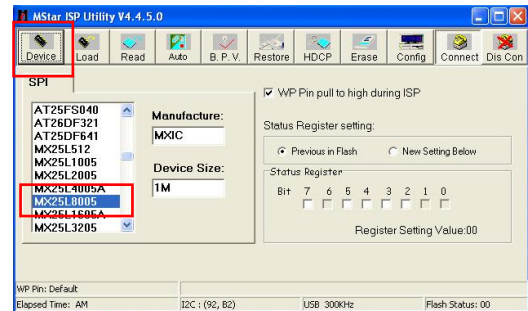 MStar ISP Utility V4.4.5.0
Device Load Read Auto B. P. V. Restore HDCP Erase Config Connect Dis Con
SPI
AT25FS040
AT26DF321
AT25DF641
MX25L512
MX25L1005
MX25L2005
MX25L4005A
MX25L8005
MX25L1605A
MX25L3205
Manufacture:
MXIC
Device Size:
1M
WP Pin pull to high during ISP
Status Register setting:
Previous in Flash New Setting Below
Status Register
Bit 7 6 5 4 3 2 1 0
Register Setting Value:00
WP Pin: Default
Elapsed Time: AM I2C : (92, B2) USB 300KHz Flash Status: 00